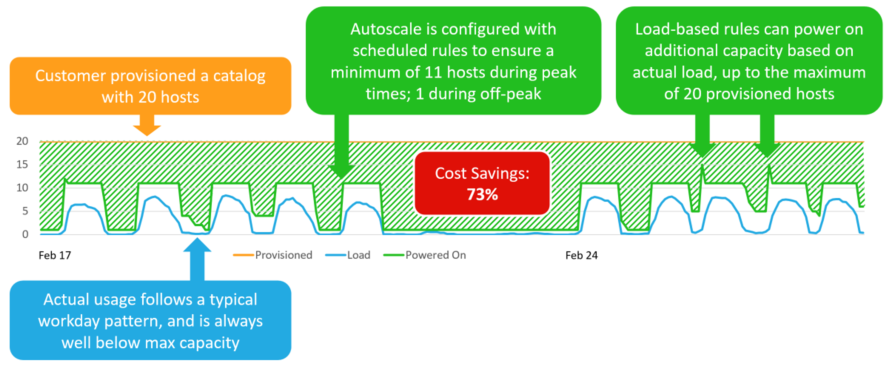 Autoscale is configured with
scheduled rules to ensure a
minimum of 11 hosts during peak
times; 1 during off-peak
Load-based rules can power on
additional capacity based on
actual load, up to the maximum
of 20 provisioned hosts
Customer provisioned a catalog
with 20 hosts
20
15
10
5
0
Cost Savings:
73%
Feb 17
Feb 24
Provisioned
Load
Powered On
Actual usage follows a typical
workday pattern, and is always
well below max capacity